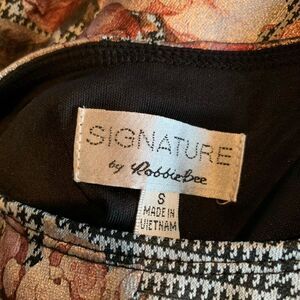 SIGNATURE
by RobbieBee
S
MADE IN
VIETNAM